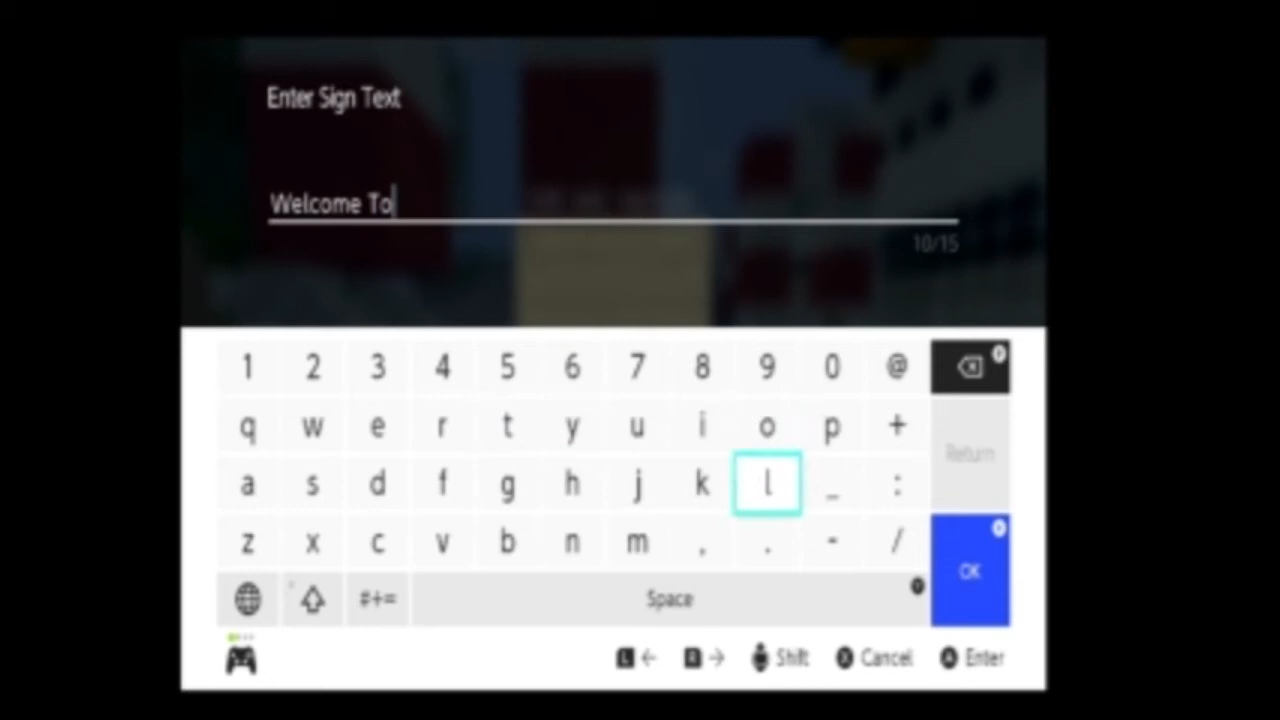 Enter Sign Text
Welcome To
10/15
1 2 3 4 5 6 7 8 9 0 @
q w e r t y u i o p +
Return
a s d f g h j k l _ :
z x c v b n m , . - /
OK
#+= Space
L ← R → Shift X Cancel A Enter